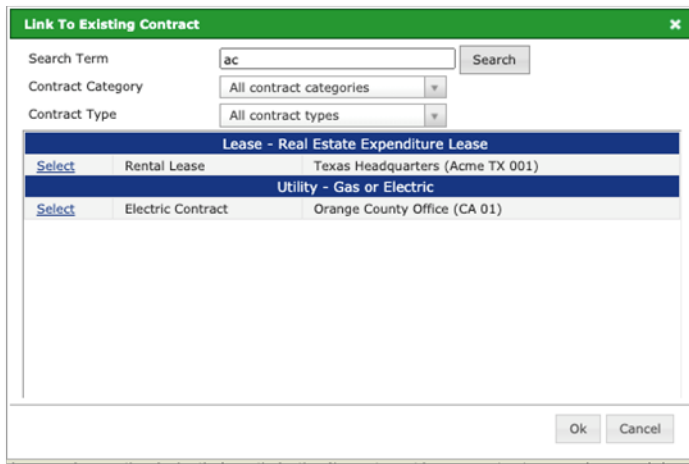 Link To Existing Contract
Search Term ac Search
Contract Category All contract categories
Contract Type All contract types
Lease - Real Estate Expenditure Lease
Select Rental Lease Texas Headquarters (Acme TX 001)
Utility - Gas or Electric
Select Electric Contract Orange County Office (CA 01)
Ok Cancel